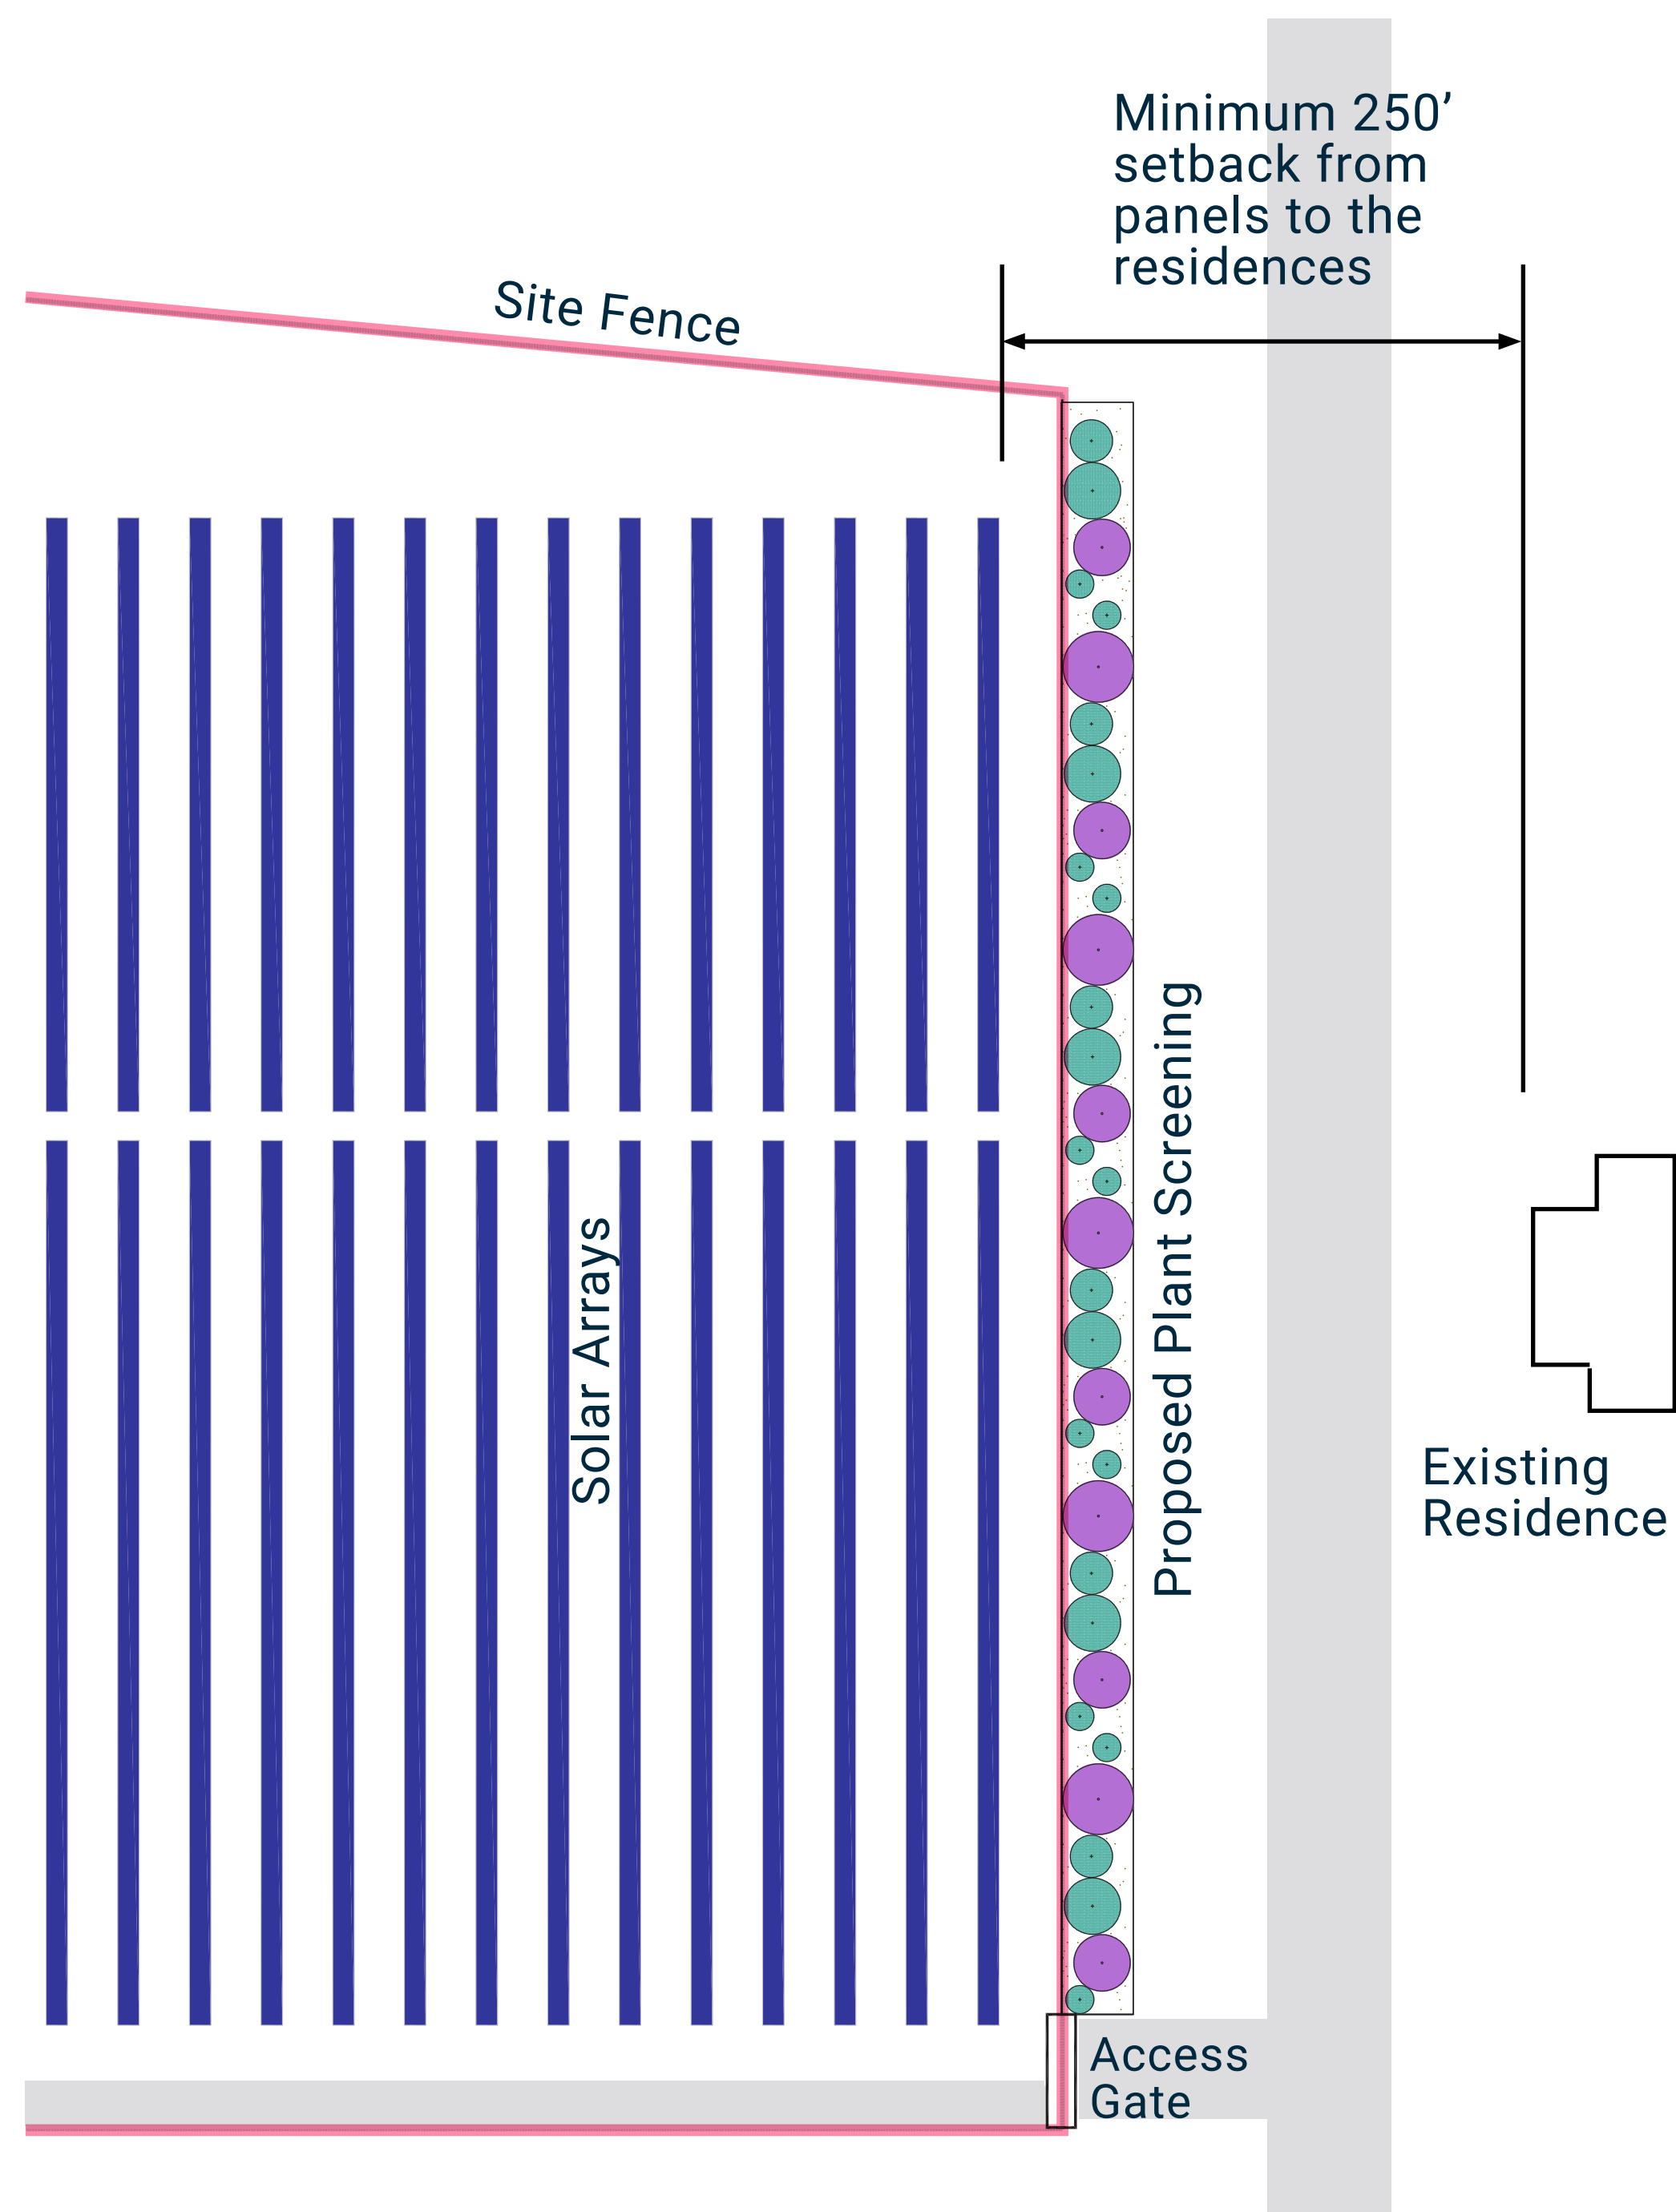 Minimum 250’
setback from
panels to the
residences
Site Fence
Solar Arrays
Proposed Plant Screening
Existing
Residence
Access
Gate